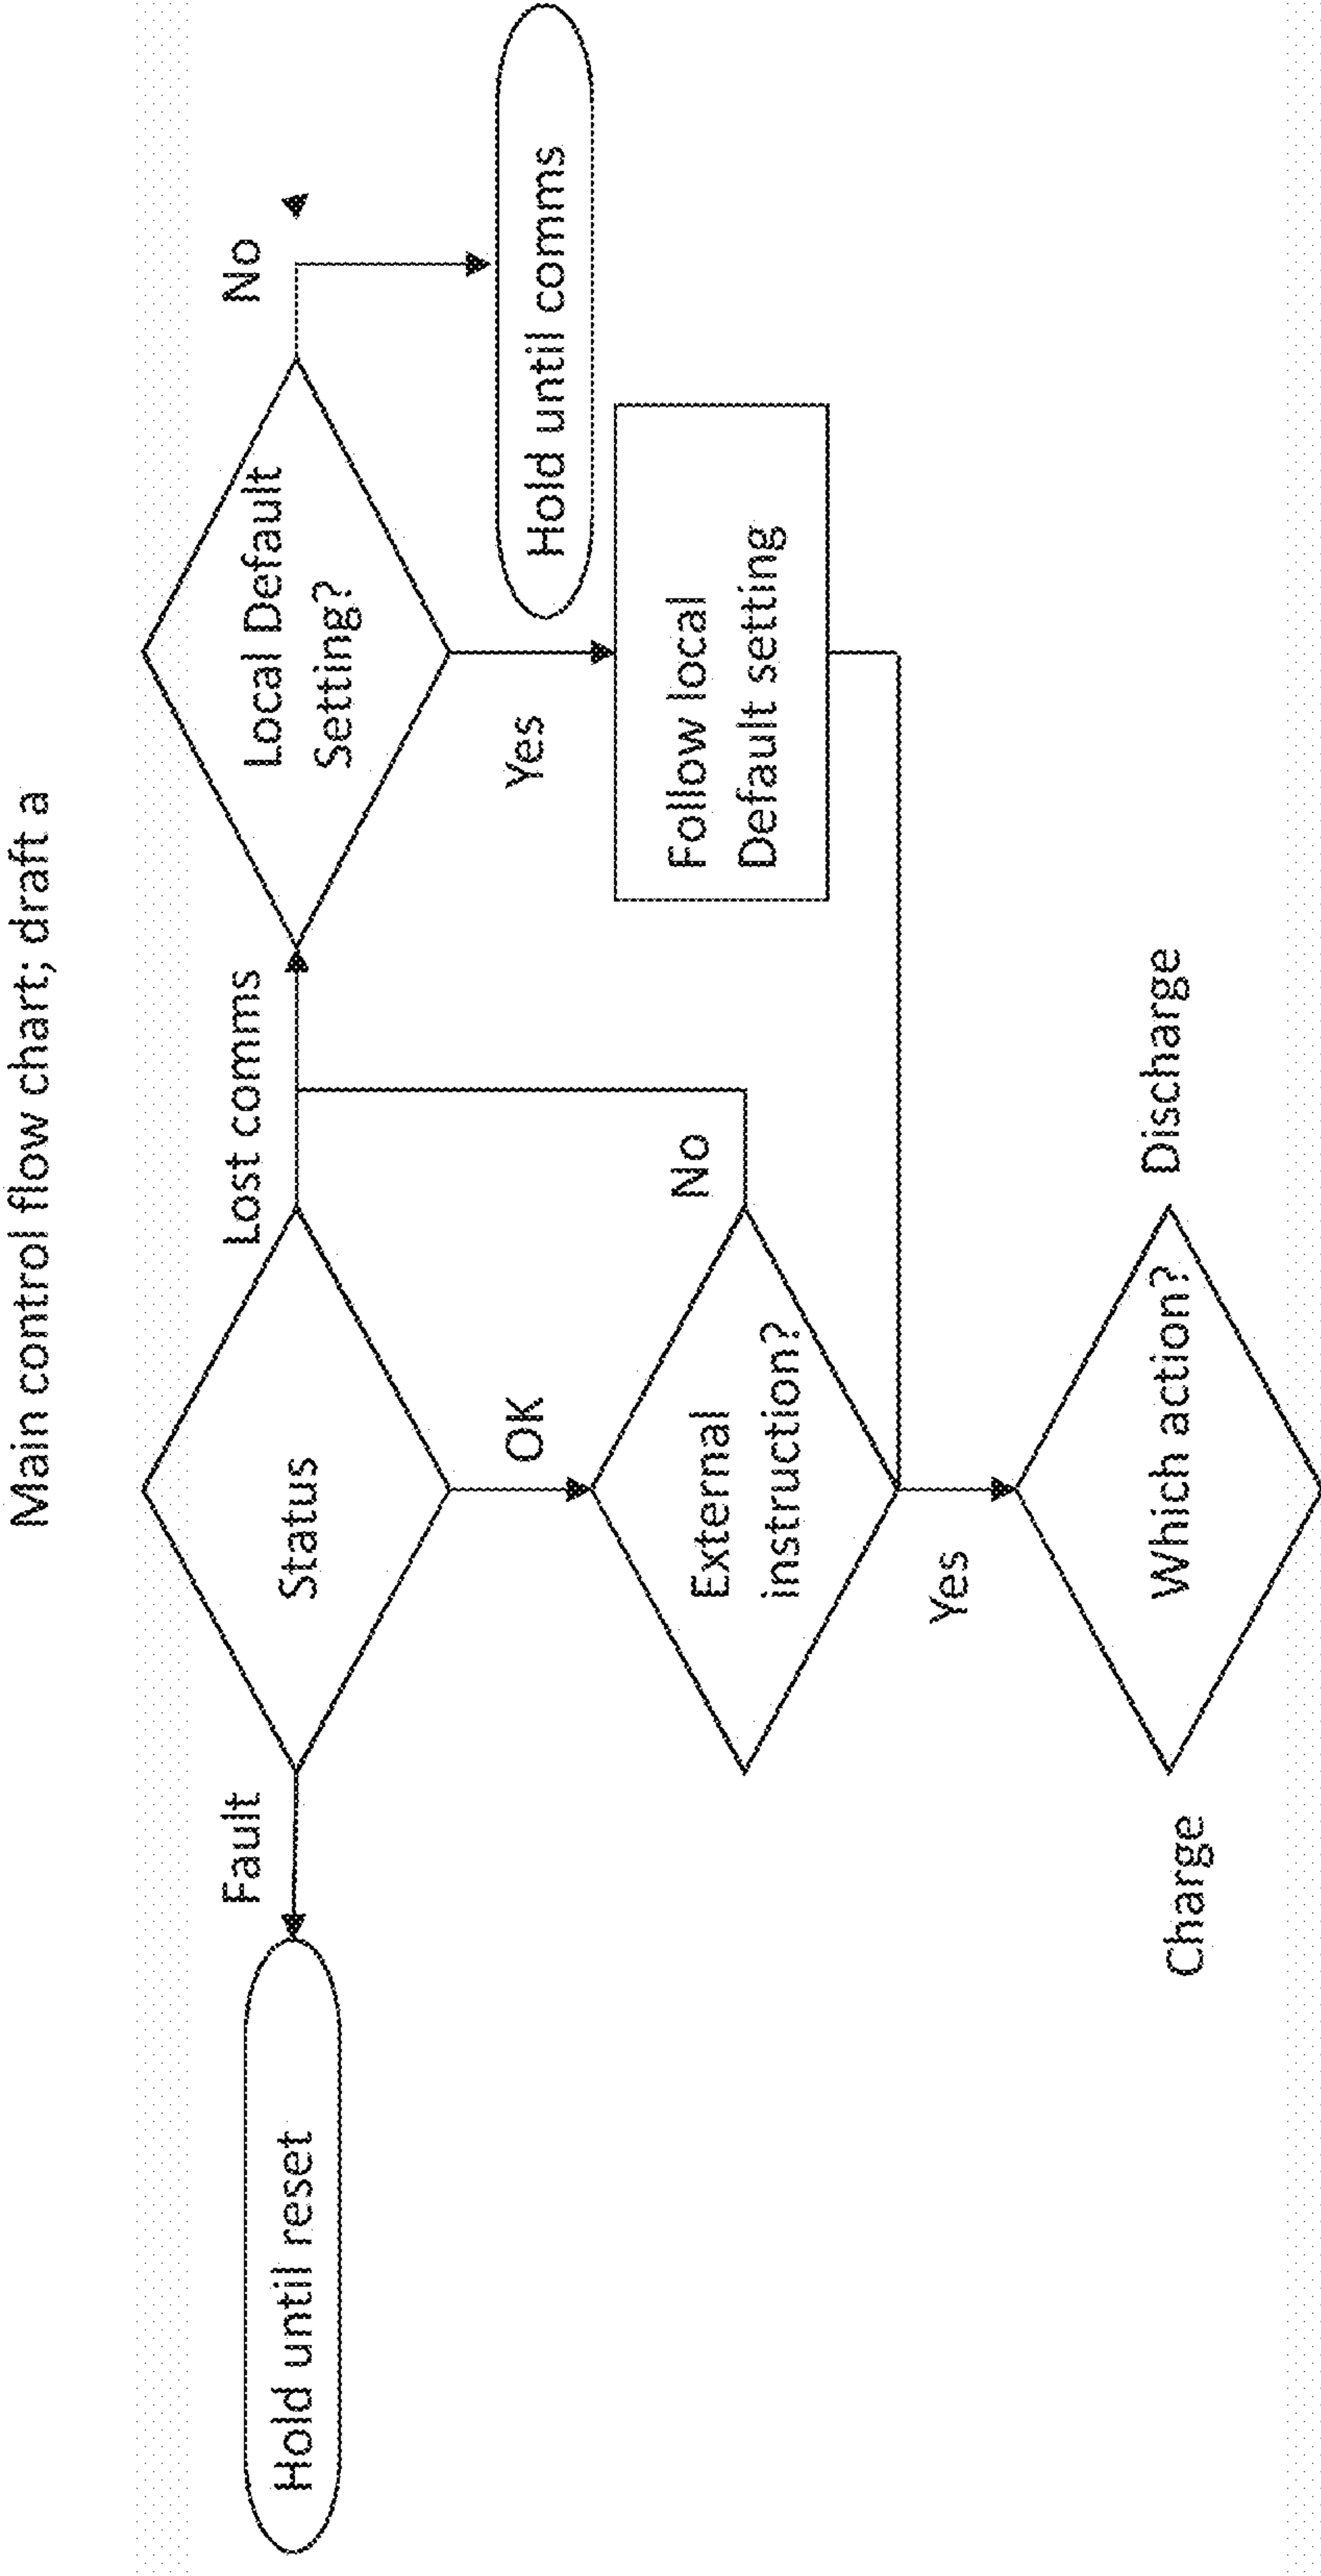 Main control flow chart; draft a
Hold until reset
Fault
Status
Lost comms
Local Default
Setting?
No
Hold until comms
OK
Yes
External
instruction?
No
Follow local
Default setting
Yes
Charge
Which action?
Discharge